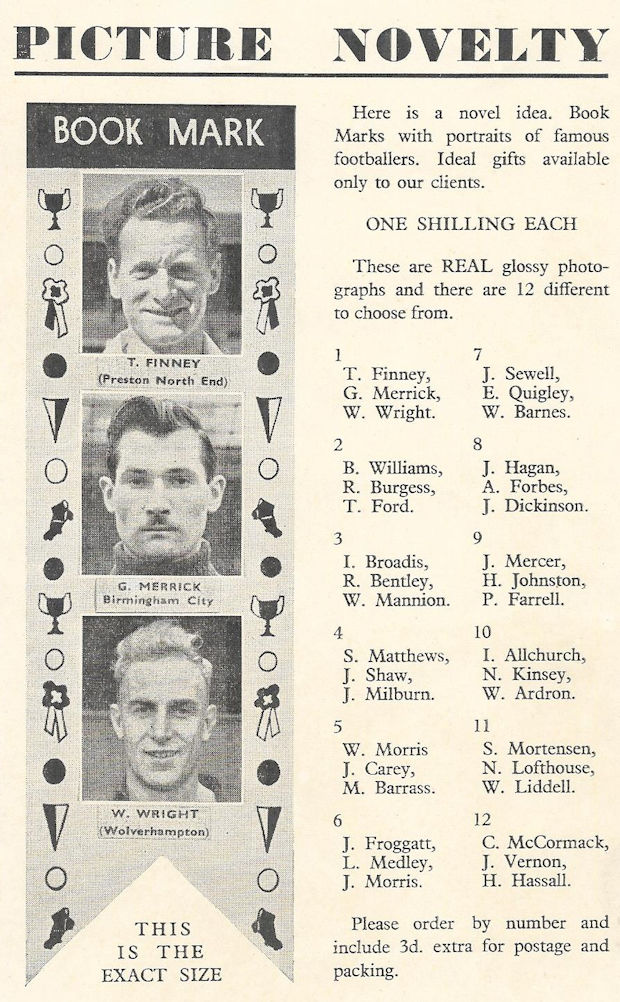 PICTURE NOVELTY
BOOK MARK
T. FINNEY
(Preston North End)
G. MERRICK
Birmingham City
W. WRIGHT
(Wolverhampton)
THIS
IS THE
EXACT SIZE
Here is a novel idea. Book
Marks with portraits of famous
footballers. Ideal gifts available
only to our clients.
ONE SHILLING EACH
These are REAL glossy photo-
graphs and there are 12 different
to choose from.
1
T. Finney,
G. Merrick,
W. Wright.
2
B. Williams,
R. Burgess,
T. Ford.
3
I. Broadis,
R. Bentley,
W. Mannion.
4
S. Matthews,
J. Shaw,
J. Milburn.
5
W. Morris
J. Carey,
M. Barrass.
6
J. Froggatt,
L. Medley,
J. Morris.
7
J. Sewell,
E. Quigley,
W. Barnes.
8
J. Hagan,
A. Forbes,
J. Dickinson.
9
J. Mercer,
H. Johnston,
P. Farrell.
10
I. Allchurch,
N. Kinsey,
W. Ardron.
11
S. Mortensen,
N. Lofthouse,
W. Liddell.
12
C. McCormack,
J. Vernon,
H. Hassall.
Please order by number and
include 3d. extra for postage and
packing.